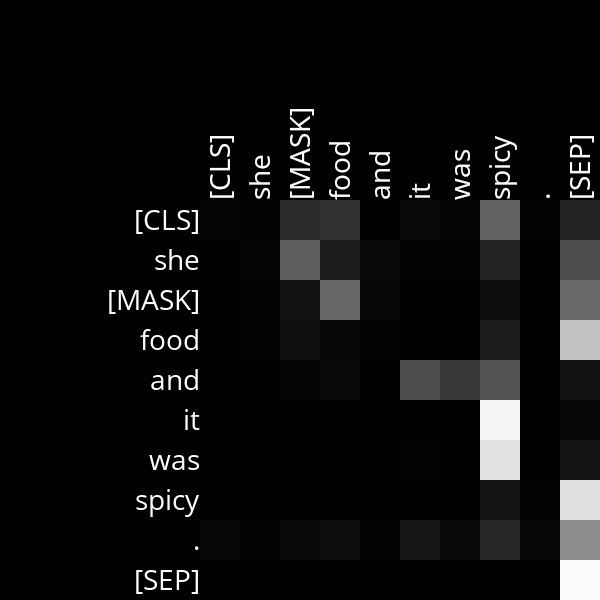 [CLS] she [MASK] food and it was spicy . [SEP]
[CLS]
she
[MASK]
food
and
it
was
spicy
.
[SEP]